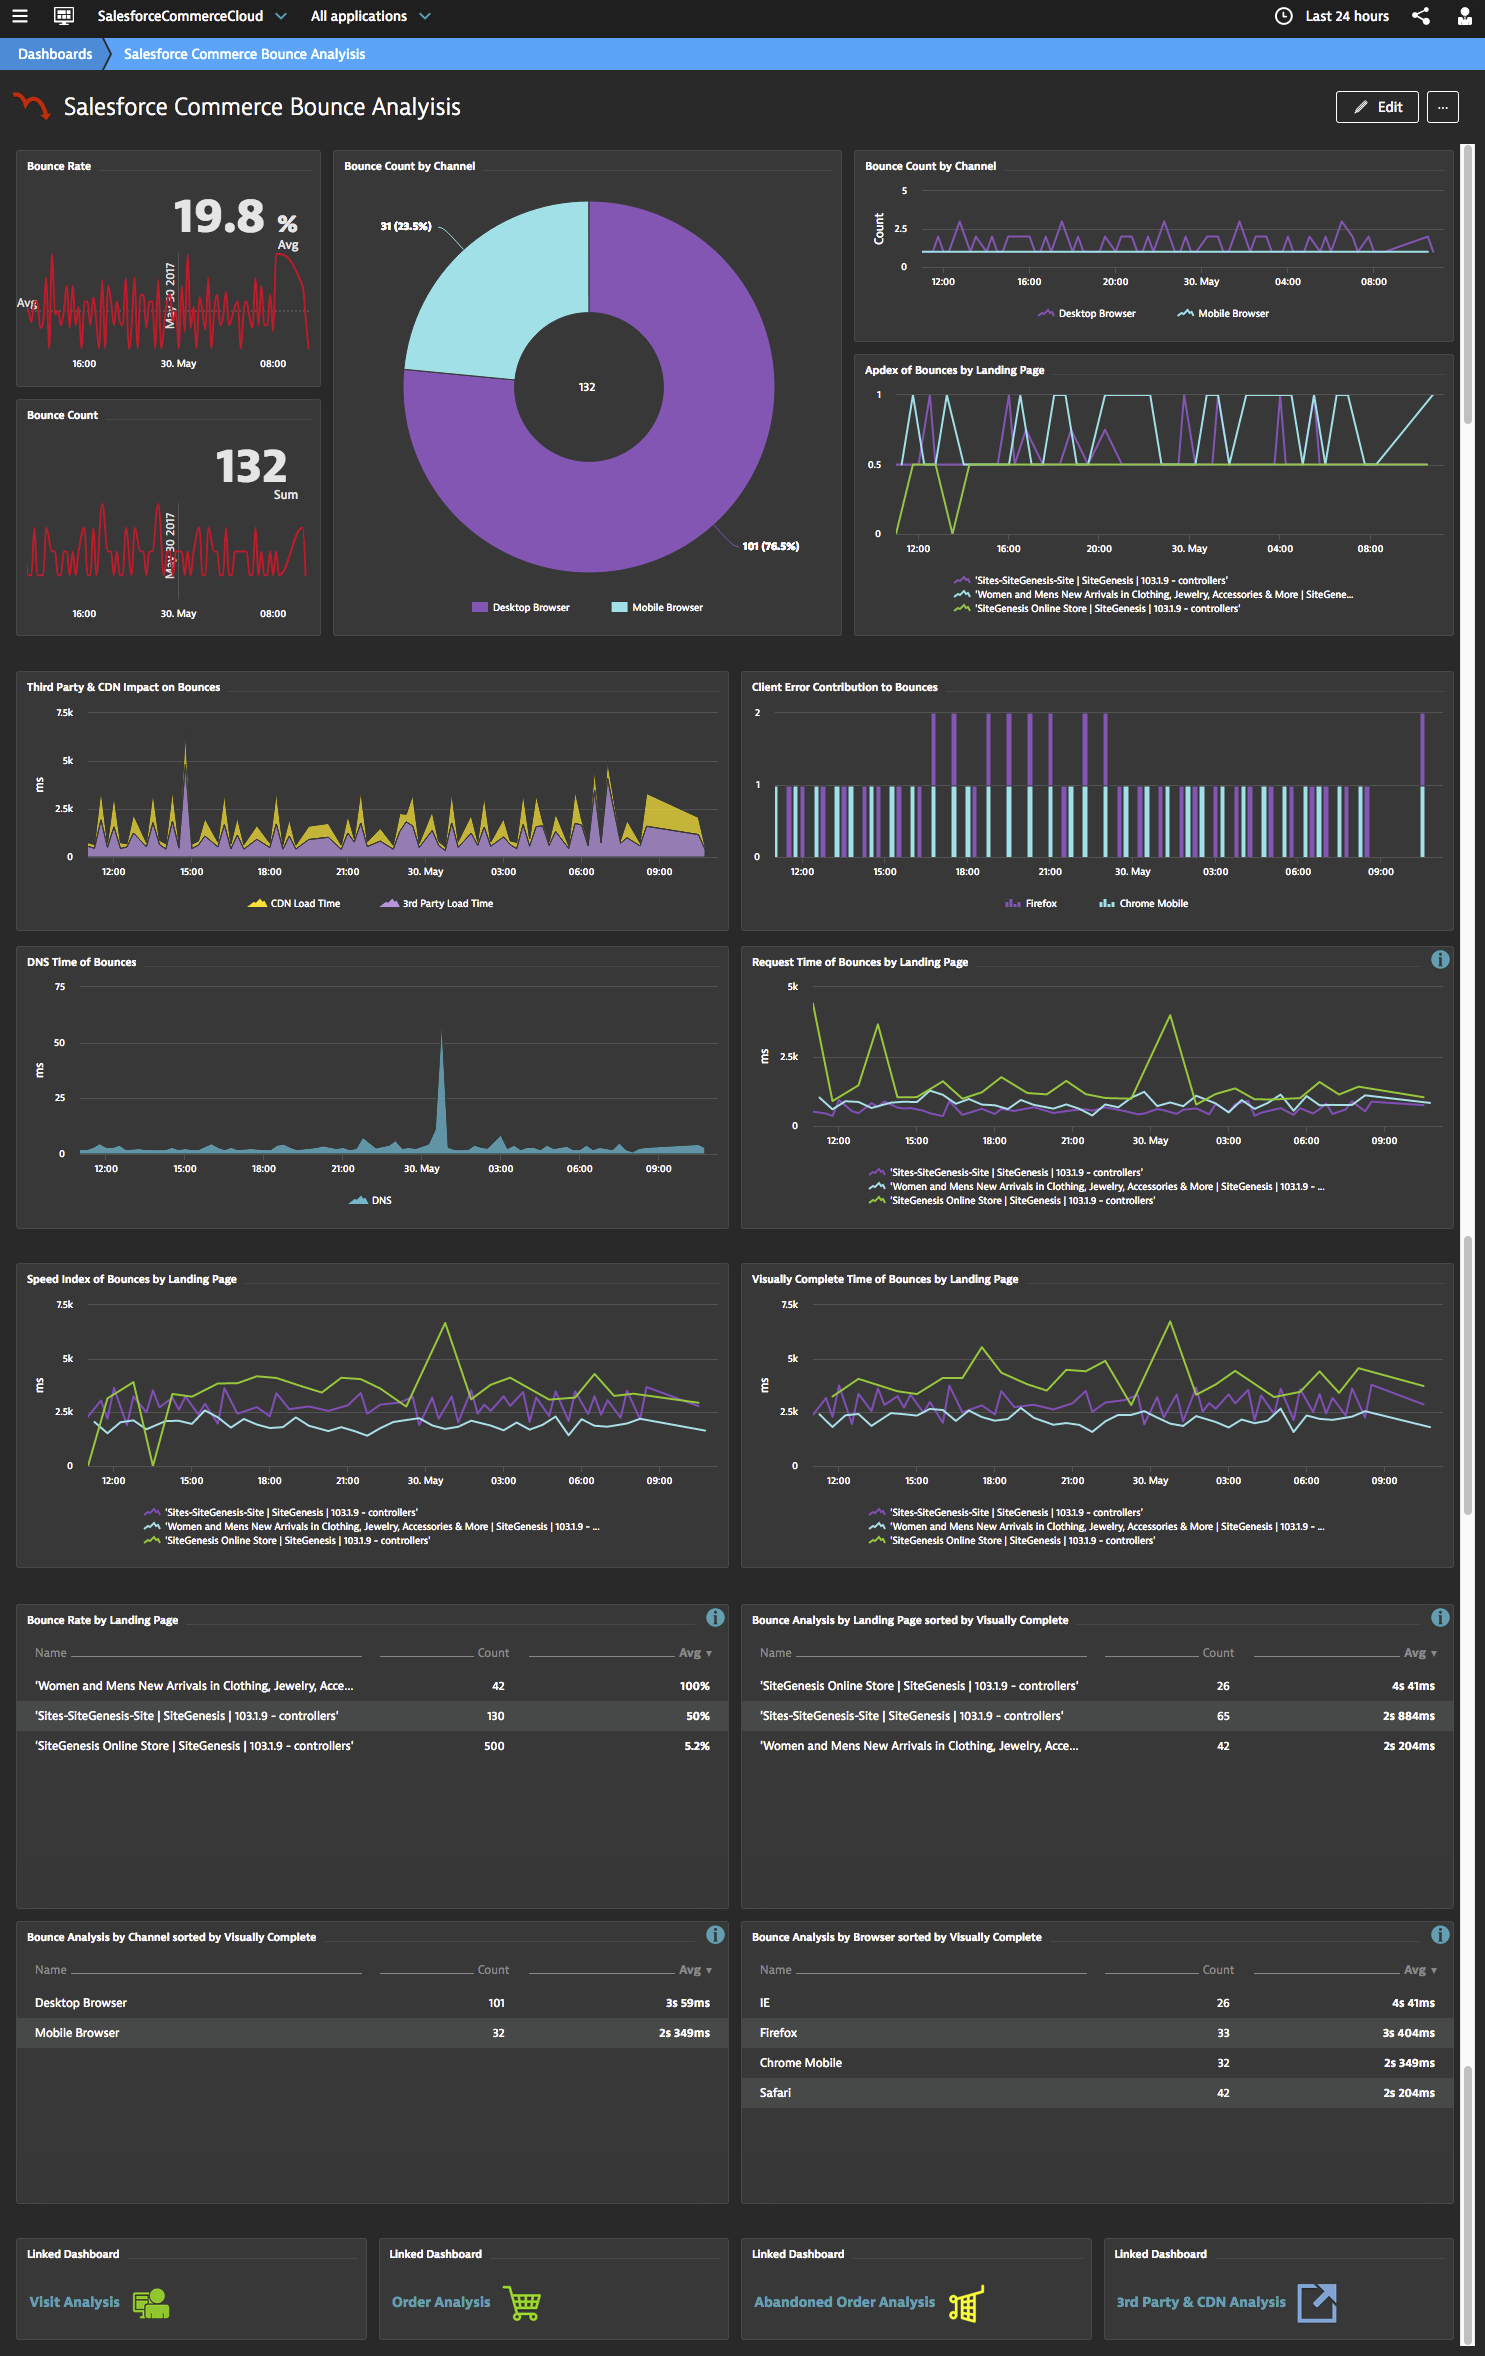 SalesforceCommerceCloud All applications Last 24 hours
Dashboards Salesforce Commerce Bounce Analyisis
Salesforce Commerce Bounce Analyisis
Edit ...
Bounce Rate
19.8 %
Avg
Avg
May 30 2017
16:00 30. May 08:00
Bounce Count
132
Sum
May 30 2017
16:00 30. May 08:00
Bounce Count by Channel
31 (23.5%)
132
101 (76.5%)
Desktop Browser Mobile Browser
Bounce Count by Channel
Count
5
2.5
0
12:00 16:00 20:00 30. May 04:00 08:00
Desktop Browser Mobile Browser
Apdex of Bounces by Landing Page
1
0.5
0
12:00 16:00 20:00 30. May 04:00 08:00
'Sites-SiteGenesis-Site | SiteGenesis | 103.1.9 - controllers'
'Women and Mens New Arrivals in Clothing, Jewelry, Accessories & More | SiteGene...
'SiteGenesis Online Store | SiteGenesis | 103.1.9 - controllers'
Third Party & CDN Impact on Bounces
ms
7.5k
5k
2.5k
0
12:00 15:00 18:00 21:00 30. May 03:00 06:00 09:00
CDN Load TIme 3rd Party Load Time
Client Error Contribution to Bounces
2
1
0
12:00 15:00 18:00 21:00 30. May 03:00 06:00 09:00
Firefox Chrome Mobile
DNS Time of Bounces
ms
75
50
25
0
12:00 15:00 18:00 21:00 30. May 03:00 06:00 09:00
DNS
Request Time of Bounces by Landing Page
ms
5k
2.5k
0
12:00 15:00 18:00 21:00 30. May 03:00 06:00 09:00
'Sites-SiteGenesis-Site | SiteGenesis | 103.1.9 - controllers'
'Women and Mens New Arrivals in Clothing, Jewelry, Accessories & More | SiteGenesis | 103.1.9 - ...
'SiteGenesis Online Store | SiteGenesis | 103.1.9 - controllers'
Speed Index of Bounces by Landing Page
ms
7.5k
5k
2.5k
0
12:00 15:00 18:00 21:00 30. May 03:00 06:00 09:00
'Sites-SiteGenesis-Site | SiteGenesis | 103.1.9 - controllers'
'Women and Mens New Arrivals in Clothing, Jewelry, Accessories & More | SiteGenesis | 103.1.9 - ...
'SiteGenesis Online Store | SiteGenesis | 103.1.9 - controllers'
Visually Complete Time of Bounces by Landing Page
ms
7.5k
5k
2.5k
0
12:00 15:00 18:00 21:00 30. May 03:00 06:00 09:00
'Sites-SiteGenesis-Site | SiteGenesis | 103.1.9 - controllers'
'Women and Mens New Arrivals in Clothing, Jewelry, Accessories & More | SiteGenesis | 103.1.9 - ...
'SiteGenesis Online Store | SiteGenesis | 103.1.9 - controllers'
Bounce Rate by Landing Page
Name Count Avg ▼
'Women and Mens New Arrivals in Clothing, Jewelry, Acce... 42 100%
'Sites-SiteGenesis-Site | SiteGenesis | 103.1.9 - controllers' 130 50%
'SiteGenesis Online Store | SiteGenesis | 103.1.9 - controllers' 500 5.2%
Bounce Analysis by Landing Page sorted by Visually Complete
Name Count Avg ▼
'SiteGenesis Online Store | SiteGenesis | 103.1.9 - controllers' 26 4s 41ms
'Sites-SiteGenesis-Site | SiteGenesis | 103.1.9 - controllers' 65 2s 884ms
'Women and Mens New Arrivals in Clothing, Jewelry, Acce... 42 2s 204ms
Bounce Analysis by Channel sorted by Visually Complete
Name Count Avg ▼
Desktop Browser 101 3s 59ms
Mobile Browser 32 2s 349ms
Bounce Analysis by Browser sorted by Visually Complete
Name Count Avg ▼
IE 26 4s 41ms
Firefox 33 3s 404ms
Chrome Mobile 32 2s 349ms
Safari 42 2s 204ms
Linked Dashboard
Visit Analysis
Linked Dashboard
Order Analysis
Linked Dashboard
Abandoned Order Analysis
Linked Dashboard
3rd Party & CDN Analysis